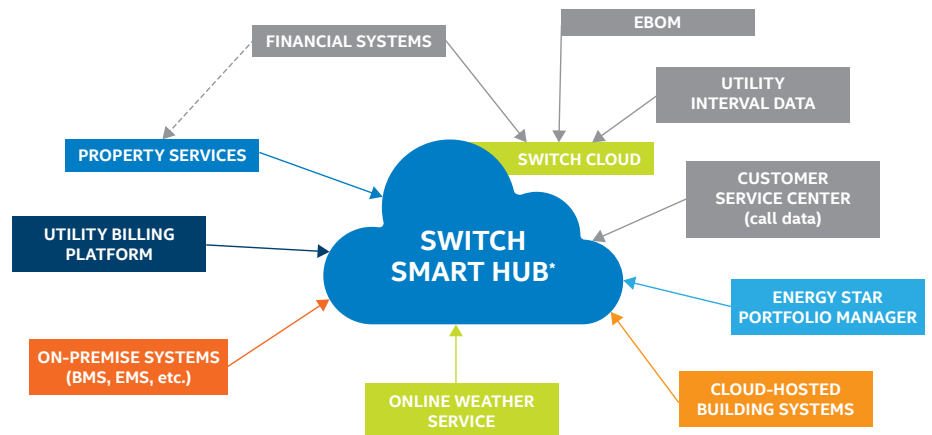 EBOM
FINANCIAL SYSTEMS
UTILITY
INTERVAL DATA
PROPERTY SERVICES
SWITCH CLOUD
CUSTOMER
SERVICE CENTER
(call data)
UTILITY BILLING
PLATFORM
SWITCH
SMART HUB*
ENERGY STAR
PORTFOLIO MANAGER
ON-PREMISE SYSTEMS
(BMS, EMS, etc.)
ONLINE WEATHER
SERVICE
CLOUD-HOSTED
BUILDING SYSTEMS